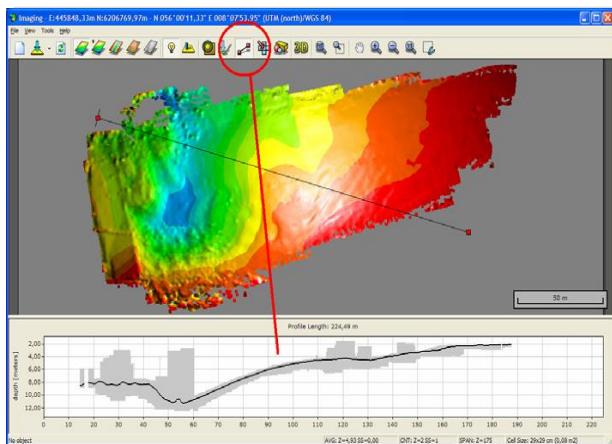 Imaging - E:445848,33m N:6206769,97m - N 056°00'11,33" E 008°07'53.95" (UTM (north)/WGS 84)
File View Tools Help
3D
50 m
Profile Length: 224,49 m
depth [meters]
2,00
4,00
6,00
8,00
10,00
12,00
0 10 20 30 40 50 60 70 80 90 100 110 120 130 140 150 160 170 180 190 200 210 220
No object AVG: Z=4,93 SS=0,00 CNT: Z=2 SS=1 SPAN: Z=175 Cell Size: 29x29 cm (0,08 m2)